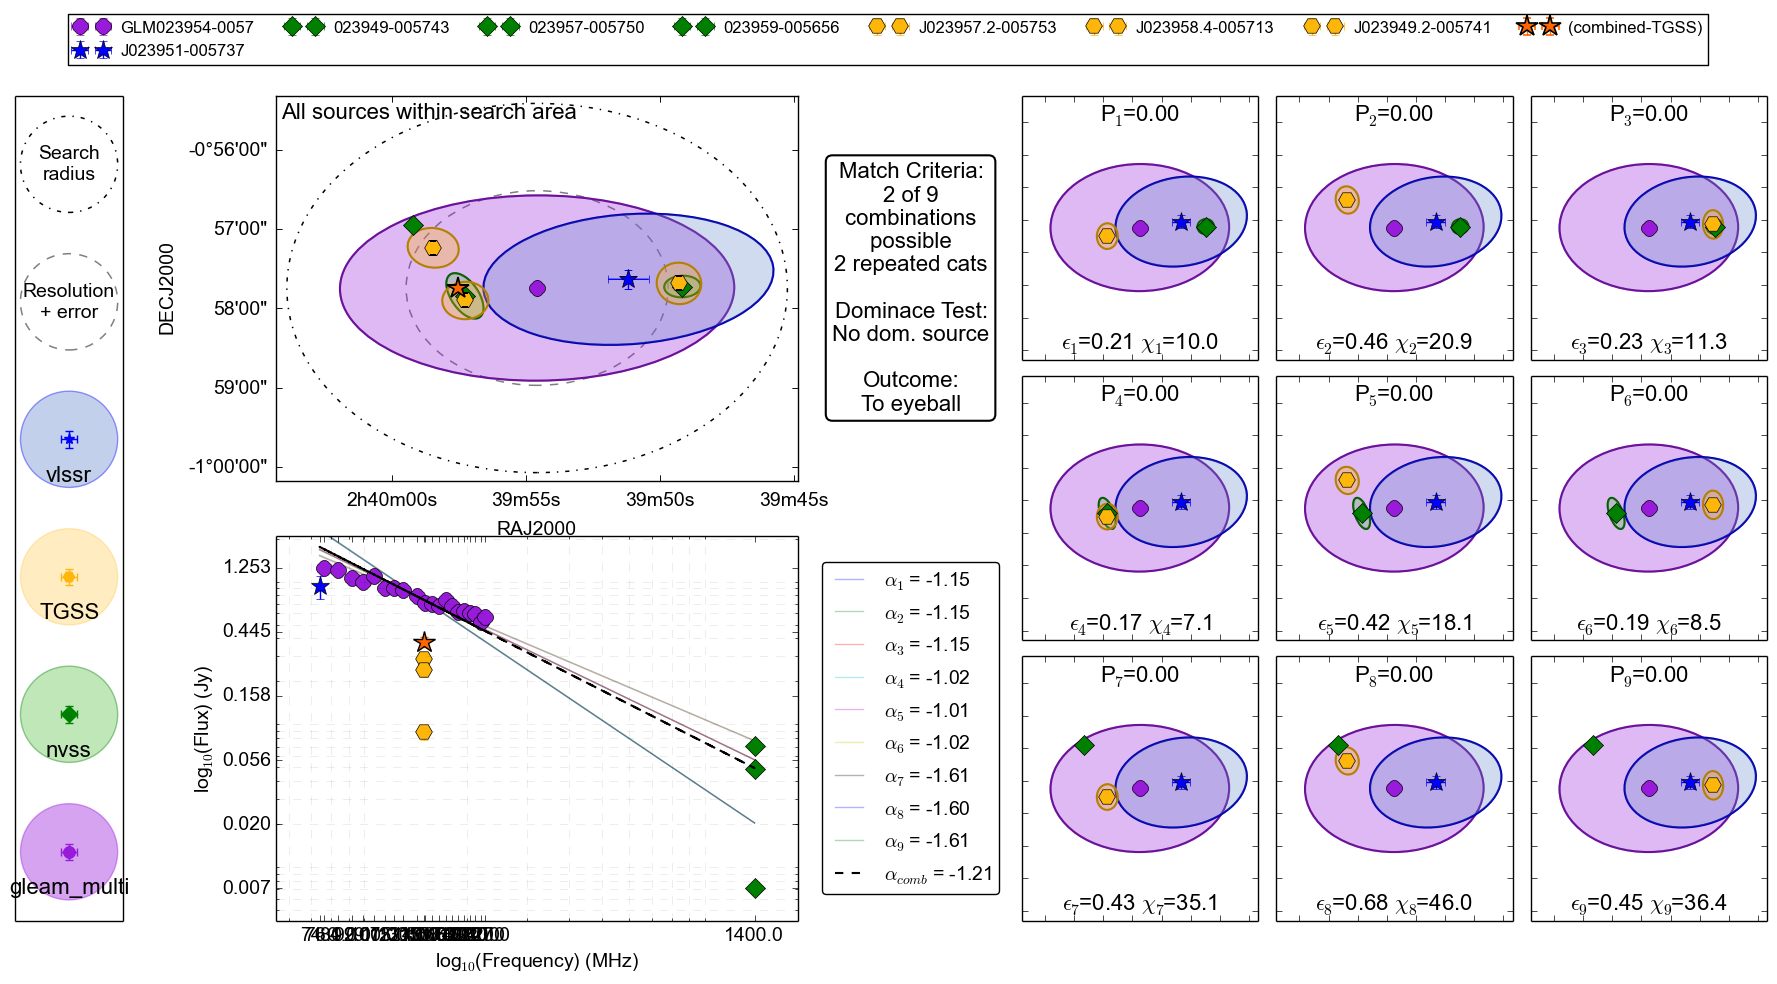 GLM023954-0057
023949-005743
023957-005750
023959-005656
J023957.2-005753
J023958.4-005713
J023949.2-005741
(combined-TGSS)
J023951-005737
Search
radius
Resolution
+ error
vlssr
TGSS
nvss
gleam_multi
All sources within search area
DECJ2000
-0°56'00"
57'00"
58'00"
59'00"
-1°00'00"
2h40m00s
39m55s
39m50s
39m45s
RAJ2000
Match Criteria:
2 of 9
combinations
possible
2 repeated cats
Dominace Test:
No dom. source
Outcome:
To eyeball
log₁₀(Flux) (Jy)
1.253
0.445
0.158
0.056
0.020
0.007
1400.0
log₁₀(Frequency) (MHz)
α₁ = -1.15
α₂ = -1.15
α₃ = -1.15
α₄ = -1.02
α₅ = -1.01
α₆ = -1.02
α₇ = -1.61
α₈ = -1.60
α₉ = -1.61
α_comb = -1.21
P₁=0.00
ϵ₁=0.21 χ₁=10.0
P₂=0.00
ϵ₂=0.46 χ₂=20.9
P₃=0.00
ϵ₃=0.23 χ₃=11.3
P₄=0.00
ϵ₄=0.17 χ₄=7.1
P₅=0.00
ϵ₅=0.42 χ₅=18.1
P₆=0.00
ϵ₆=0.19 χ₆=8.5
P₇=0.00
ϵ₇=0.43 χ₇=35.1
P₈=0.00
ϵ₈=0.68 χ₈=46.0
P₉=0.00
ϵ₉=0.45 χ₉=36.4